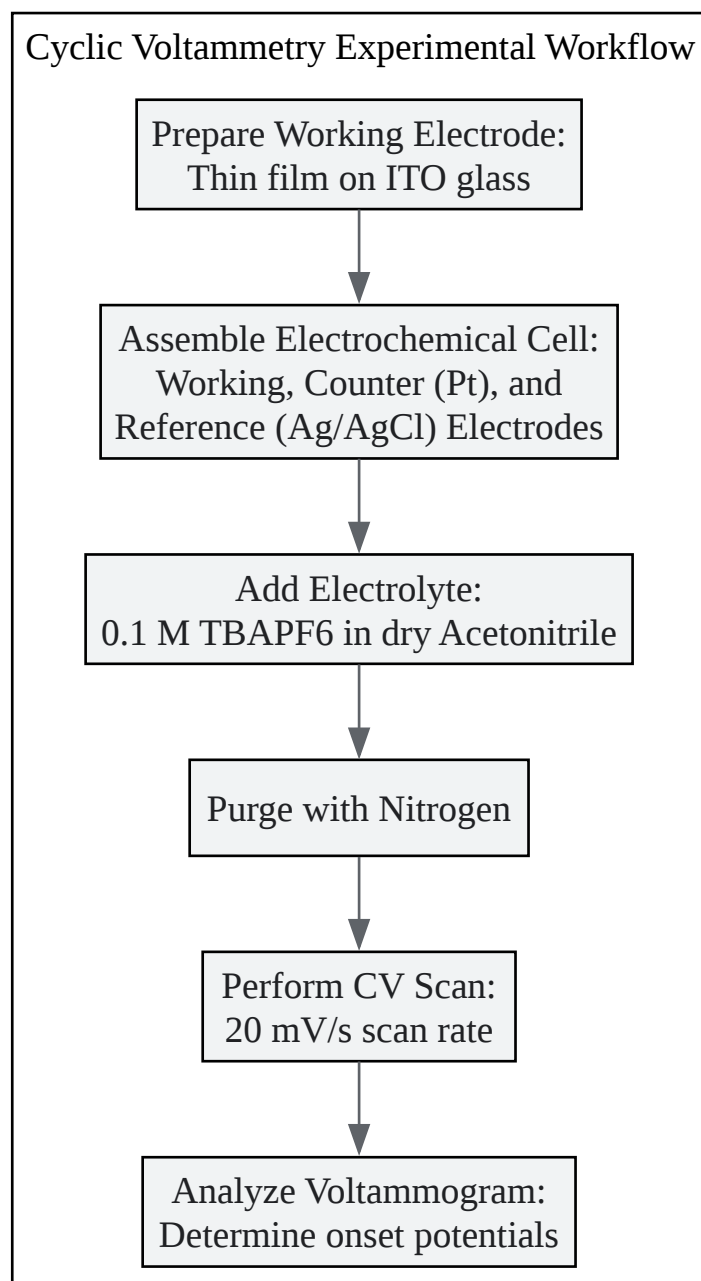 Cyclic Voltammetry Experimental Workflow
Prepare Working Electrode:
Thin film on ITO glass
Assemble Electrochemical Cell:
Working, Counter (Pt), and
Reference (Ag/AgCl) Electrodes
Add Electrolyte:
0.1 M TBAPF6 in dry Acetonitrile
Purge with Nitrogen
Perform CV Scan:
20 mV/s scan rate
Analyze Voltammogram:
Determine onset potentials